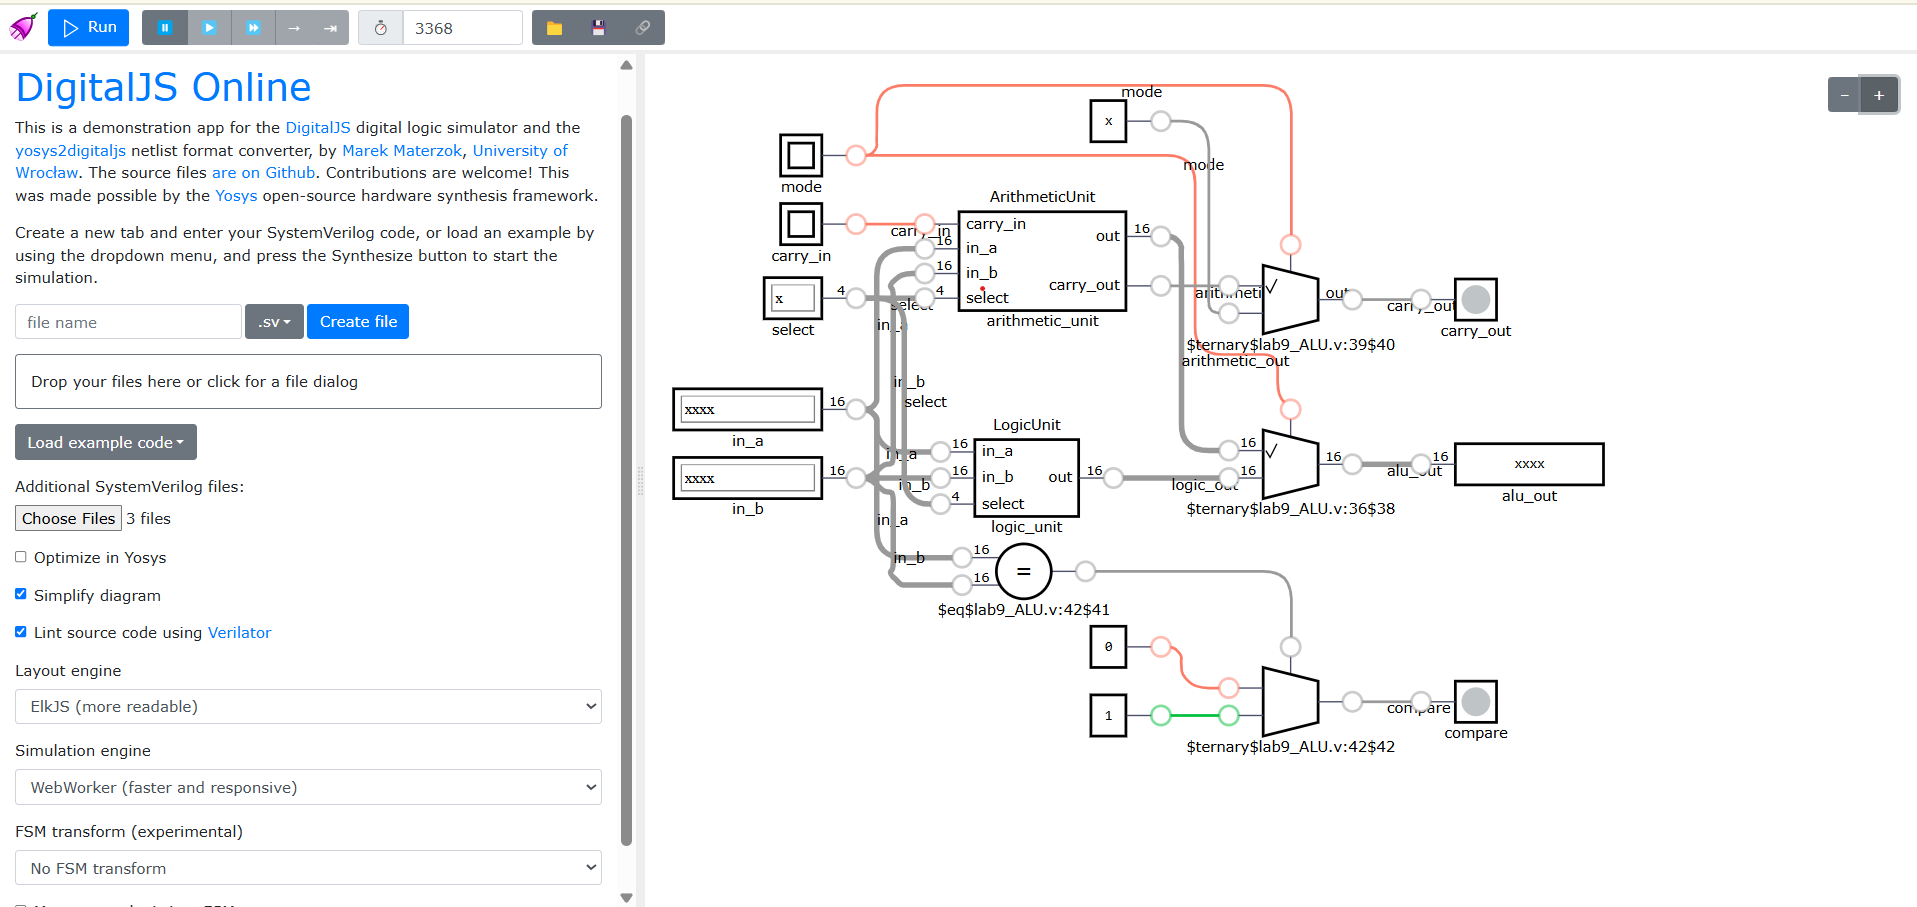 Run
3368
DigitalJS Online
This is a demonstration app for the DigitalJS digital logic simulator and the
yosys2digitaljs netlist format converter, by Marek Materzok, University of
Wrocław. The source files are on Github. Contributions are welcome! This
was made possible by the Yosys open-source hardware synthesis framework.
Create a new tab and enter your SystemVerilog code, or load an example by
using the dropdown menu, and press the Synthesize button to start the
simulation.
file name
.sv
Create file
Drop your files here or click for a file dialog
Load example code
Additional SystemVerilog files:
Choose Files 3 files
Optimize in Yosys
Simplify diagram
Lint source code using Verilator
Layout engine
ElkJS (more readable)
Simulation engine
WebWorker (faster and responsive)
FSM transform (experimental)
No FSM transform
− +
mode
x
mode
mode
carry_in
carry_in
ArithmeticUnit
carry_in
16 in_a
16 in_b
4 select
out 16
carry_out
arithmetic_unit
x 4
select
select
in_a
out
carry_out
carry_out
$ternary$lab9_ALU.v:39$40
arithmetic_out
in_b
select
xxxx 16
in_a
xxxx 16
in_b
LogicUnit
16 in_a
16 in_b
4 select
out 16
logic_unit
in_a
in_b
in_a
in_b
logic_out
16
16
16
alu_out
16
xxxx
alu_out
$ternary$lab9_ALU.v:36$38
16
16
=
$eq$lab9_ALU.v:42$41
0
1
compare
compare
$ternary$lab9_ALU.v:42$42